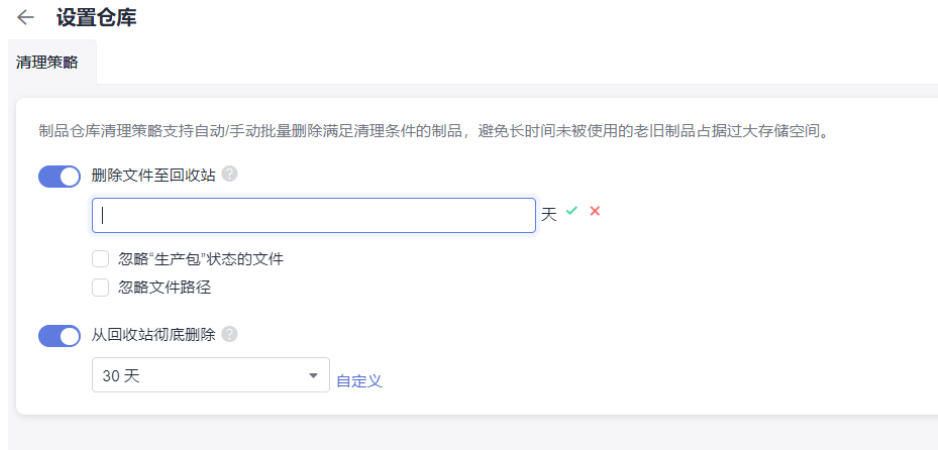 设置仓库
清理策略
制品仓库清理策略支持自动/手动批量删除满足清理条件的制品，避免长时间未被使用的老旧制品占据过大存储空间。
删除文件至回收站 ?
天
忽略“生产包”状态的文件
忽略文件路径
从回收站彻底删除 ?
30 天 自定义